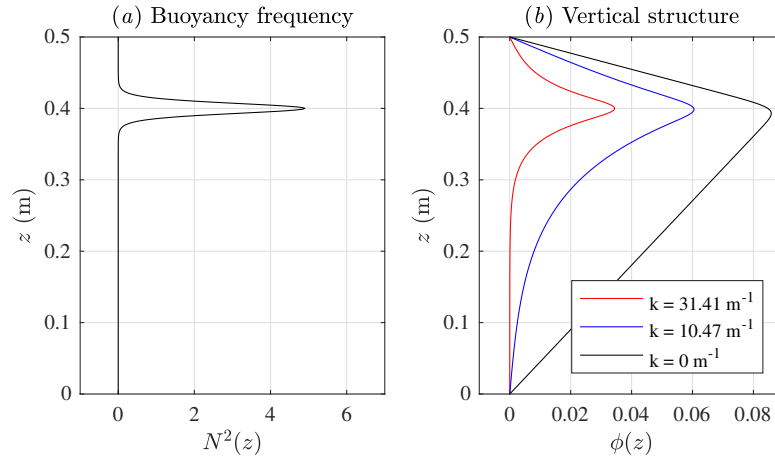 (a) Buoyancy frequency
0.5
0.4
0.3
0.2
0.1
0
z (m)
0 2 4 6
N²(z)
(b) Vertical structure
0.5
0.4
0.3
0.2
0.1
0
z (m)
k = 31.41 m⁻¹
k = 10.47 m⁻¹
k = 0 m⁻¹
0 0.02 0.04 0.06 0.08
ϕ(z)